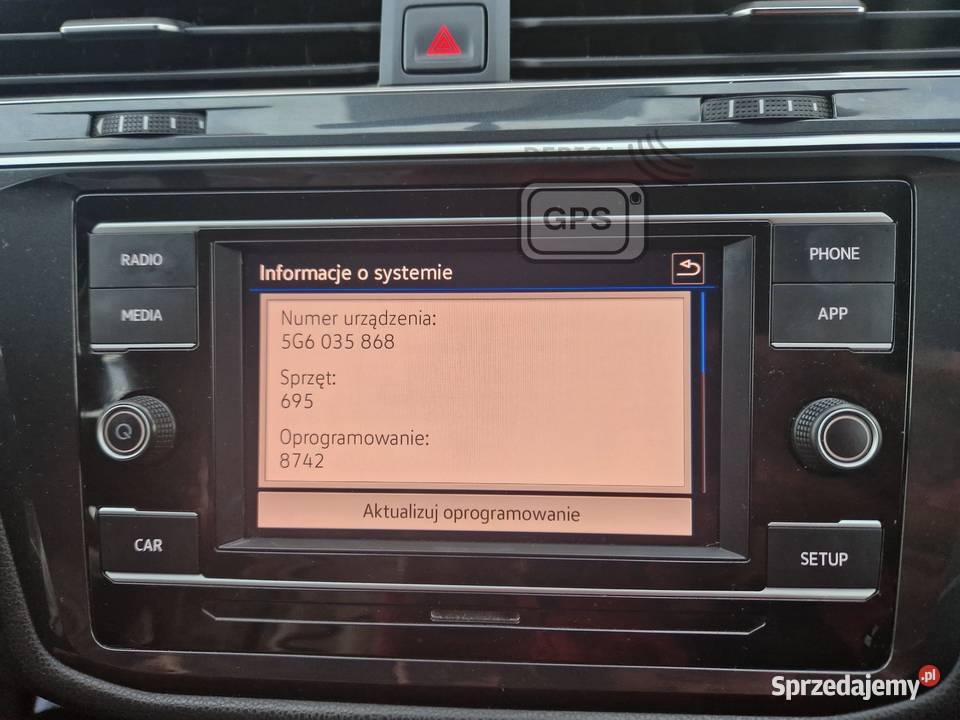 DEBICA
GPS
RADIO
PHONE
MEDIA
APP
Informacje o systemie
Numer urządzenia:
5G6 035 868
Sprzęt:
695
Oprogramowanie:
8742
Aktualizuj oprogramowanie
CAR
SETUP
Sprzedajemy.pl